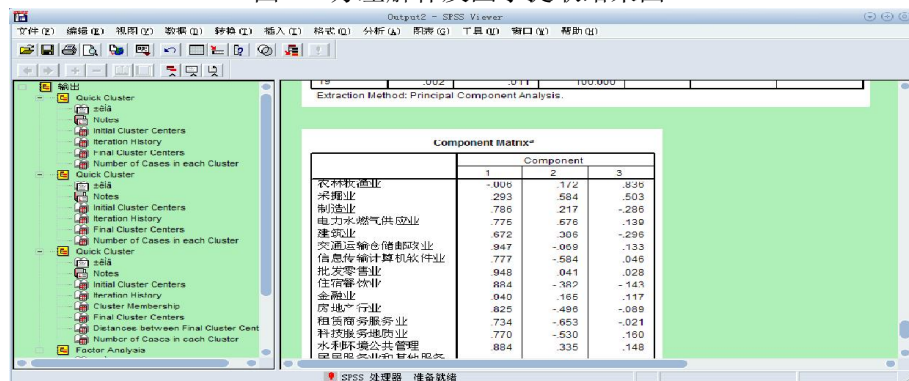 Output2 - SPSS Viewer
文件(F) 编辑(E) 视图(V) 数据(D) 转换(T) 插入(I) 格式(O) 分析(A) 图表(G) 工具(U) 窗口(W) 帮助(H)
输出
Quick Cluster
Notes
Initial Cluster Centers
Iteration History
Final Cluster Centers
Number of Cases in each Cluster
Quick Cluster
Notes
Initial Cluster Centers
Iteration History
Final Cluster Centers
Number of Cases in each Cluster
Quick Cluster
Notes
Initial Cluster Centers
Iteration History
Cluster Membership
Final Cluster Centers
Distances between Final Cluster Cent
Number of Cases in each Cluster
Factor Analysis
19 .002 .011 100.000
Extraction Method: Principal Component Analysis.
Component Matrix
Component
1 2 3
农林牧渔业 -.006 .172 .836
采掘业 .293 .584 .503
制造业 .786 .217 -.286
电力水燃气供应业 .775 .576 .139
建筑业 .672 .306 -.296
交通运输仓储邮政业 .947 -.069 .133
信息传输计算机软件业 .777 -.584 .046
批发零售业 .948 .041 .028
住宿餐饮业 .884 -.382 -.143
金融业 .940 .165 .117
房地产行业 .825 -.496 -.089
租赁商务服务业 .734 -.653 -.021
科技服务地质业 .770 -.530 .160
水利环境公共管理 .884 .335 .148
SPSS 处理器 准备就绪